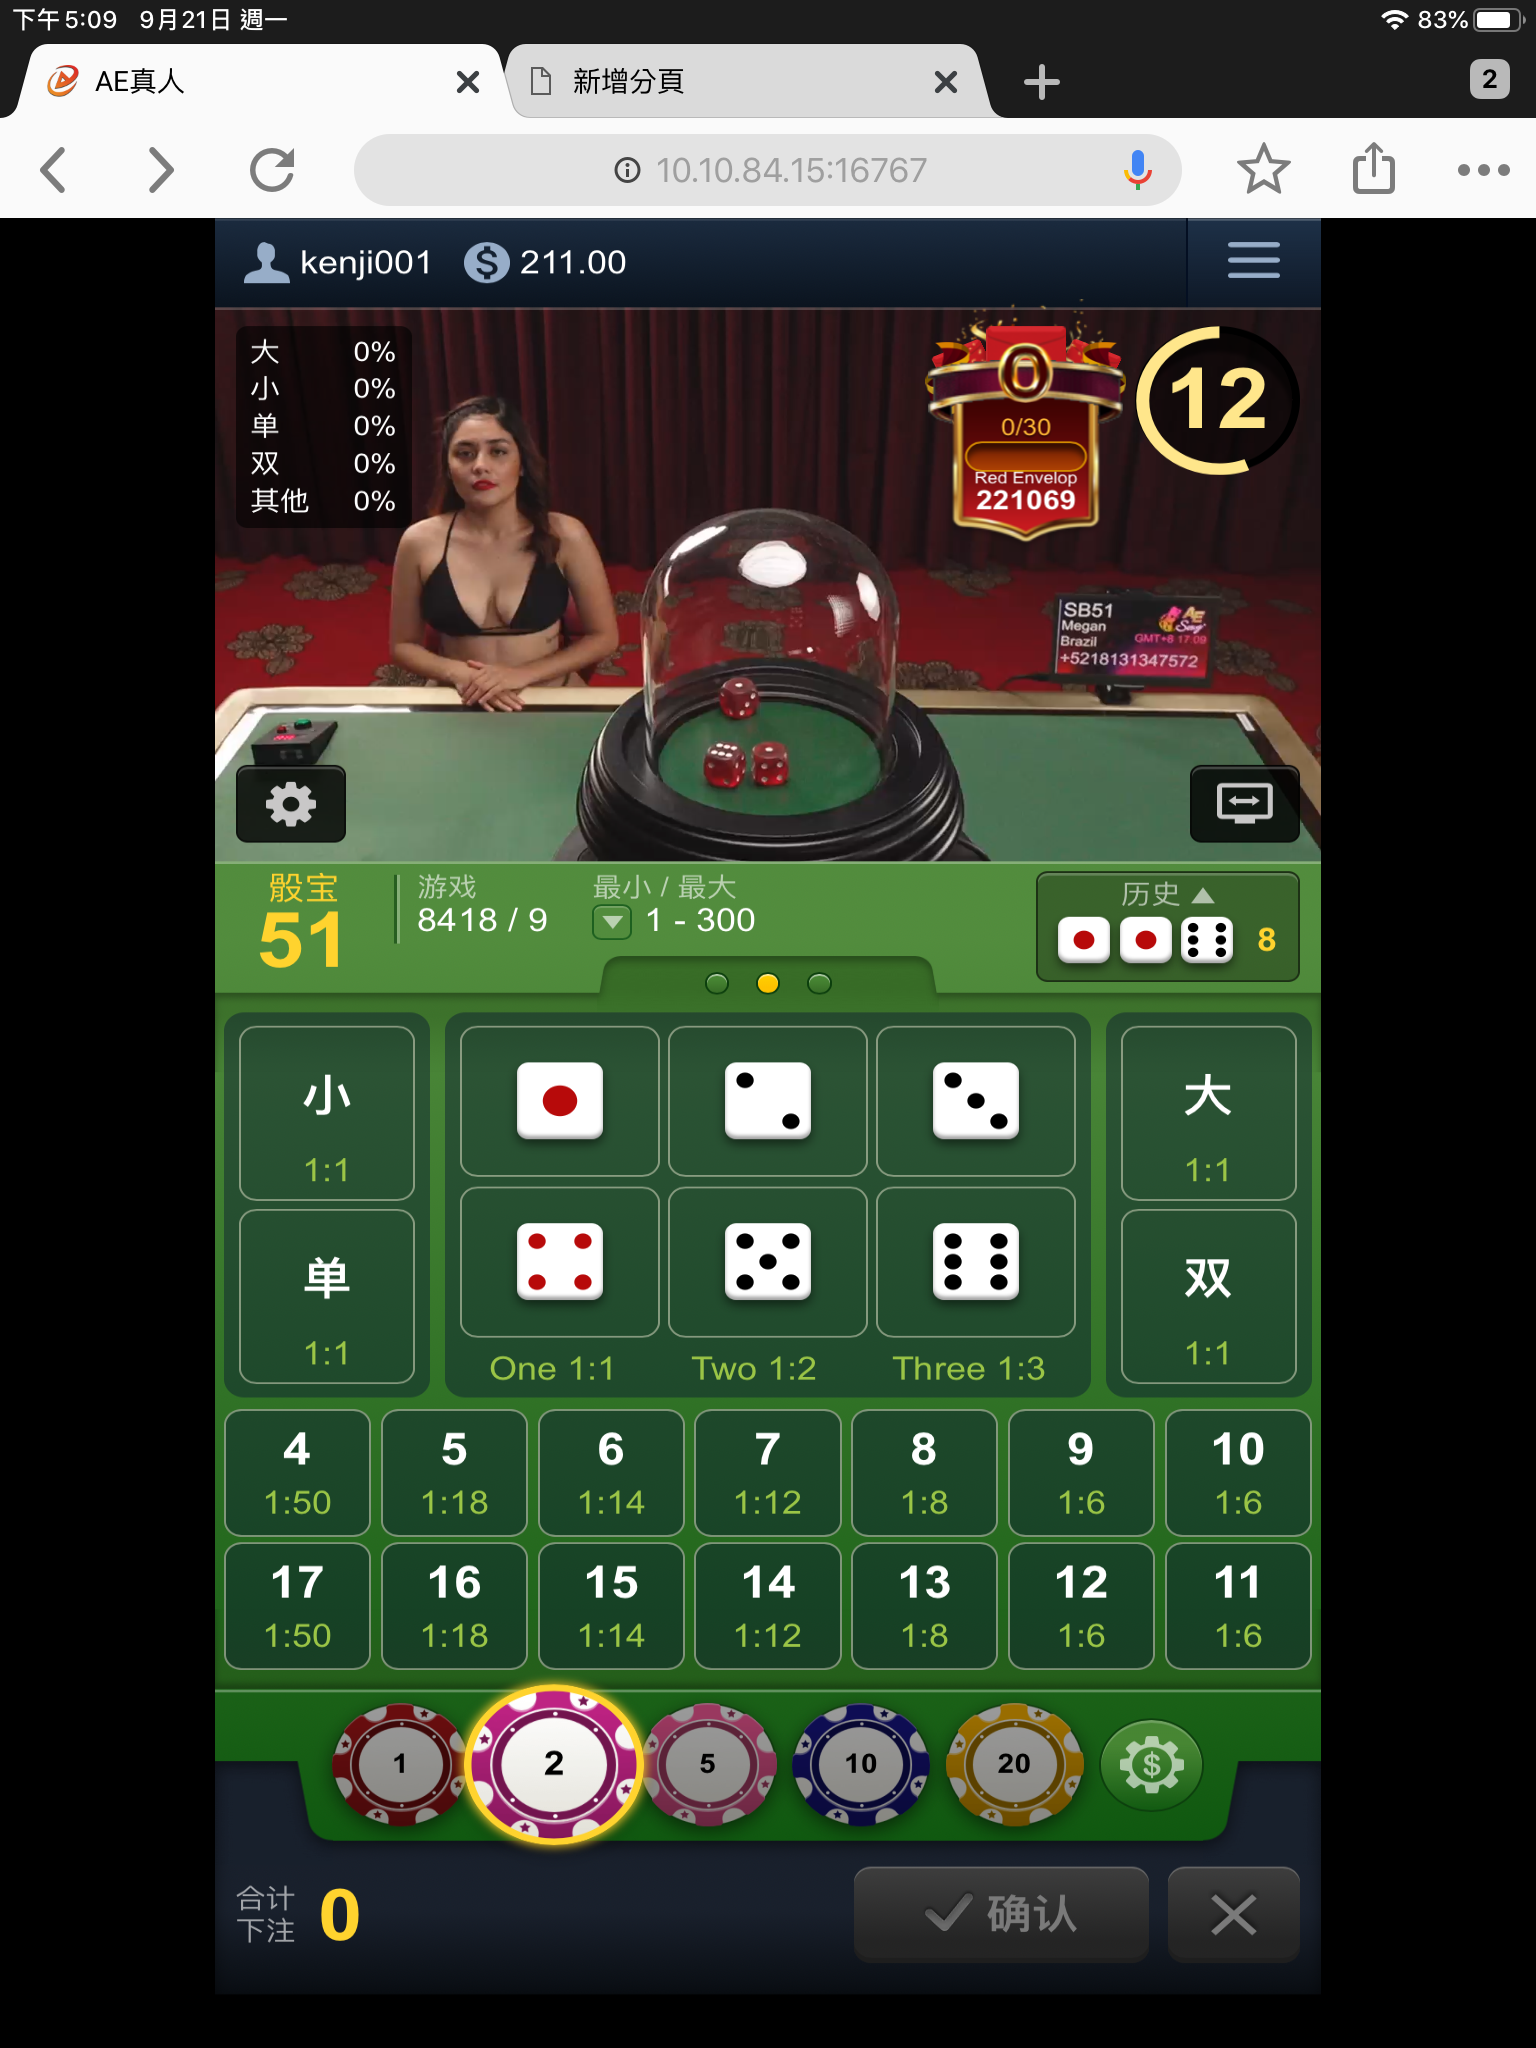 下午5:09 9月21日 週一
83%
AE真人
新增分頁
2
10.10.84.15:16767
kenji001 211.00
大 0%
小 0%
单 0%
双 0%
其他 0%
0
0/30
Red Envelop
221069
12
SB51
Megan
Brazil
+5218131347572
AE
Sexy
GMT+8 17:09
骰宝
51
游戏
8418 / 9
最小 / 最大
1 - 300
历史
8
小
1:1
大
1:1
单
1:1
双
1:1
One 1:1 Two 1:2 Three 1:3
4 5 6 7 8 9 10
1:50 1:18 1:14 1:12 1:8 1:6 1:6
17 16 15 14 13 12 11
1:50 1:18 1:14 1:12 1:8 1:6 1:6
1 2 5 10 20
合计
下注
0
确认